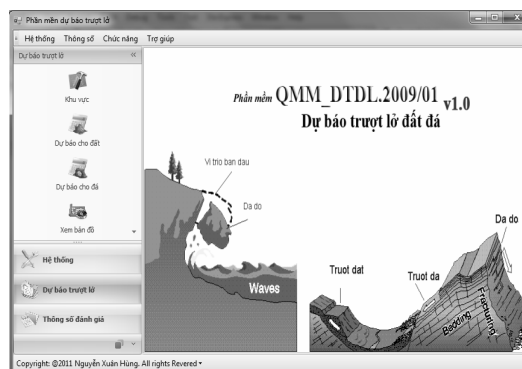 Phần mền dự báo trượt lở
Hệ thống Thông số Chức năng Trợ giúp
Dự báo trượt lở
Khu vực
Dự báo cho đất
Dự báo cho đá
Xem bản đồ
Hệ thống
Dự báo trượt lở
Thông số đánh giá
Phần mềm QMM_DTDL.2009/01 v1.0
Dự báo trượt lở đất đá
Vi trio ban dau
Da do
Waves
Da do
Truot dat
Truot da
Bedding
Fracturing
Copyright: @2011 Nguyễn Xuân Hùng. All rights Revered